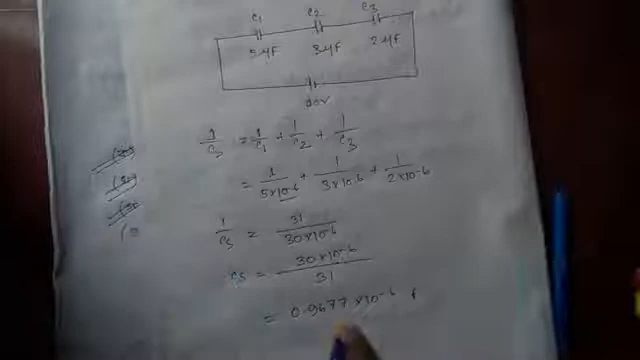 C1 C2 C3
5μF 3μF 2μF
1/Cs = 1/C1 + 1/C2 + 1/C3
= 1/5×10-6 + 1/3×10-6 + 1/2×10-6
1/Cs = 31/30×10-6
Cs = 30×10-6/31
= 0.9677×10-6 F